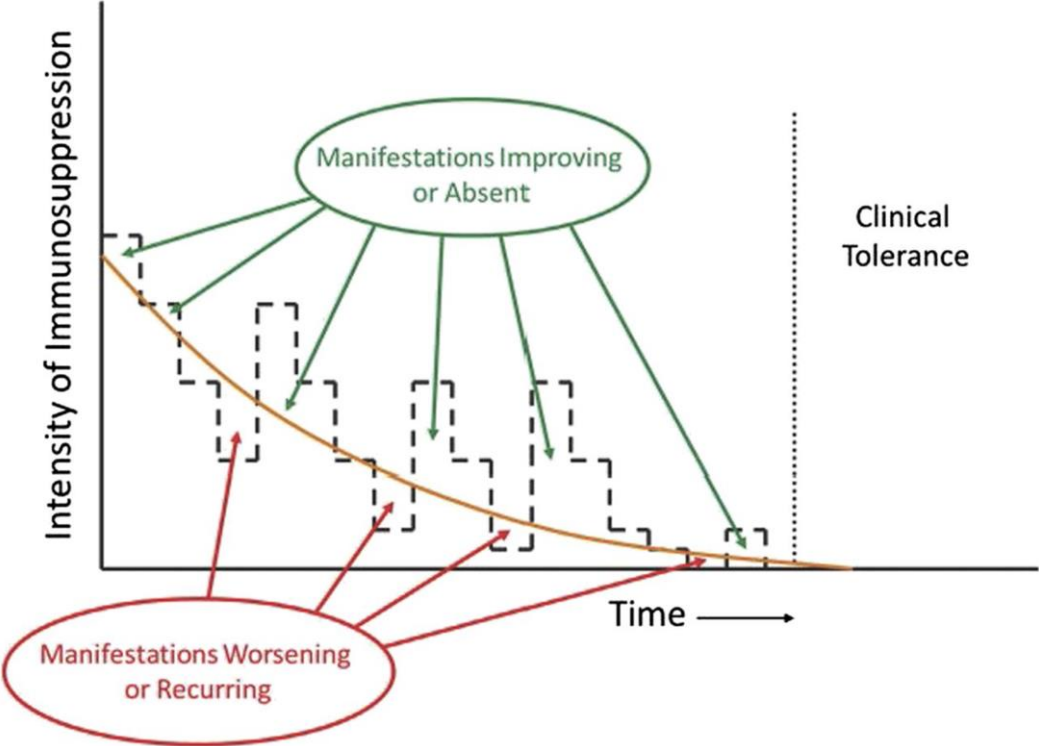 Intensity of Immunosuppression
Manifestations Improving
or Absent
Clinical
Tolerance
Time
Manifestations Worsening
or Recurring